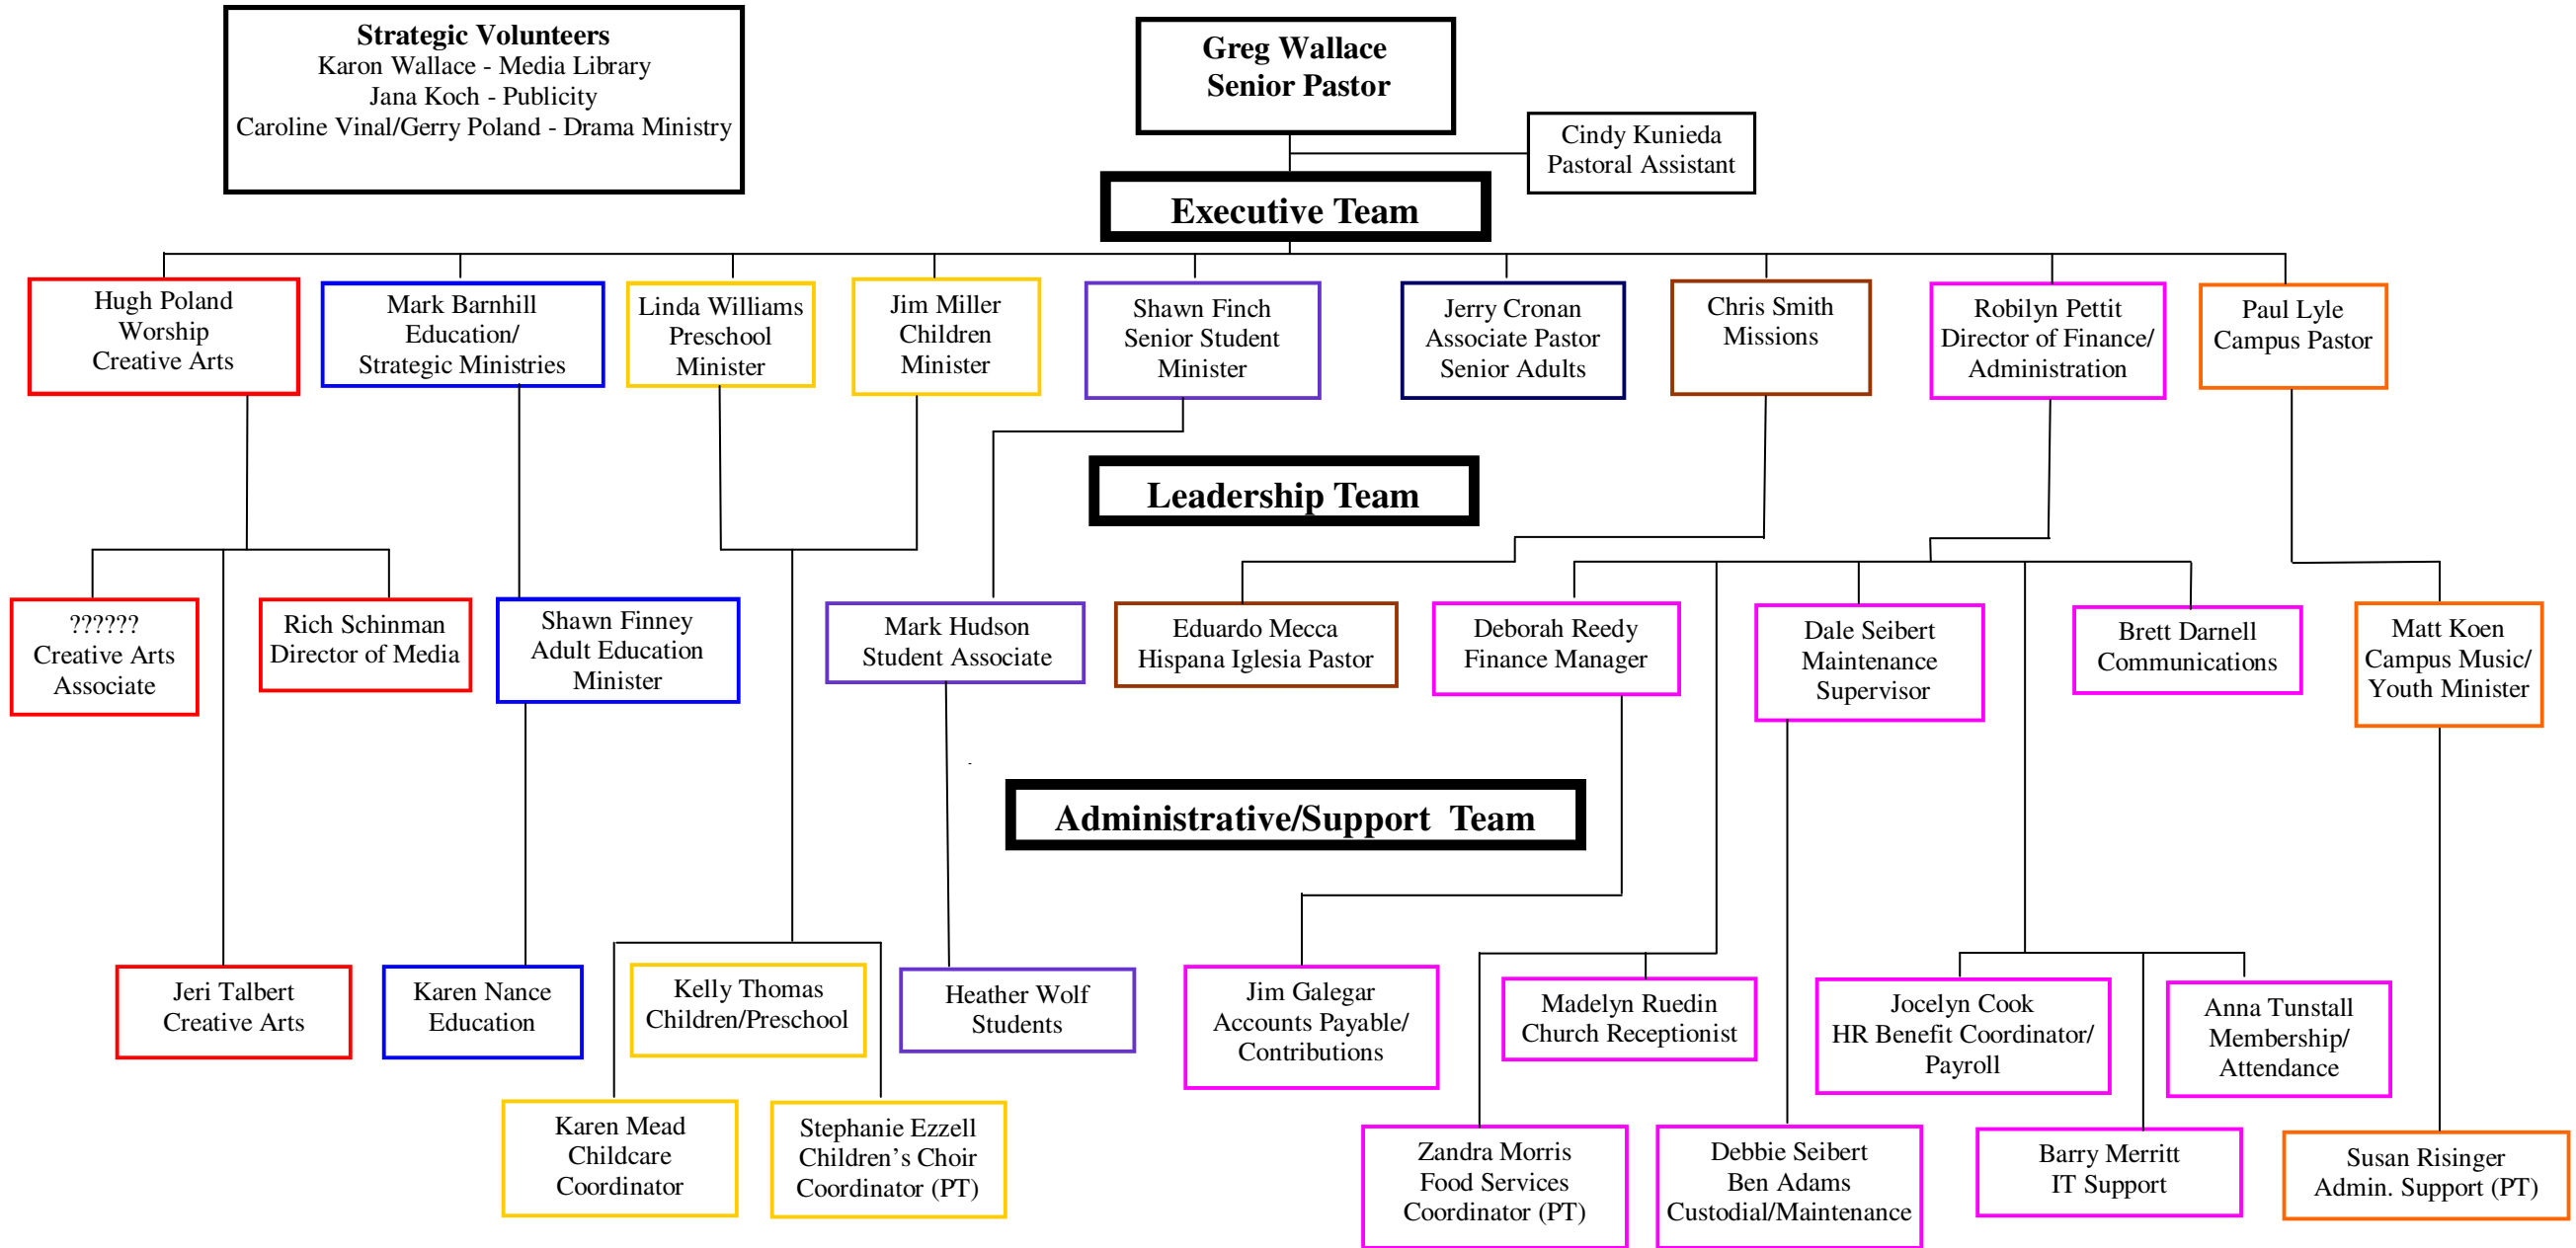 Strategic Volunteers
Karon Wallace - Media Library
Jana Koch - Publicity
Caroline Vinal/Gerry Poland - Drama Ministry
Greg Wallace
Senior Pastor
Cindy Kunieda
Pastoral Assistant
Executive Team
Hugh Poland
Worship
Creative Arts
Mark Barnhill
Education/
Strategic Ministries
Linda Williams
Preschool
Minister
Jim Miller
Children
Minister
Shawn Finch
Senior Student
Minister
Jerry Cronan
Associate Pastor
Senior Adults
Chris Smith
Missions
Robilyn Pettit
Director of Finance/
Administration
Paul Lyle
Campus Pastor
Leadership Team
??????
Creative Arts
Associate
Rich Schinman
Director of Media
Shawn Finney
Adult Education
Minister
Mark Hudson
Student Associate
Eduardo Mecca
Hispana Iglesia Pastor
Deborah Reedy
Finance Manager
Dale Seibert
Maintenance
Supervisor
Brett Darnell
Communications
Matt Koen
Campus Music/
Youth Minister
Administrative/Support Team
Jeri Talbert
Creative Arts
Karen Nance
Education
Kelly Thomas
Children/Preschool
Heather Wolf
Students
Jim Galegar
Accounts Payable/
Contributions
Madelyn Ruedin
Church Receptionist
Jocelyn Cook
HR Benefit Coordinator/
Payroll
Anna Tunstall
Membership/
Attendance
Karen Mead
Childcare
Coordinator
Stephanie Ezzell
Children’s Choir
Coordinator (PT)
Zandra Morris
Food Services
Coordinator (PT)
Debbie Seibert
Ben Adams
Custodial/Maintenance
Barry Merritt
IT Support
Susan Risinger
Admin. Support (PT)